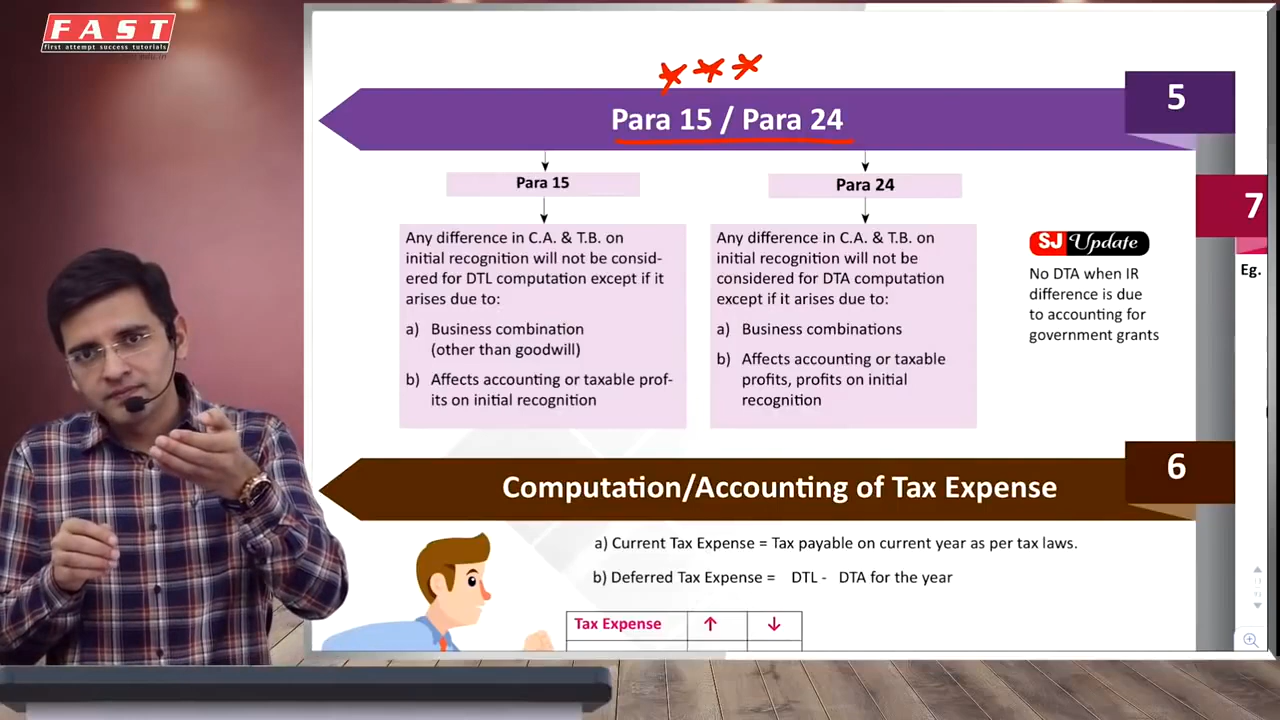 FAST
first attempt success tutorials
5
Para 15 / Para 24
Para 15
Para 24
Any difference in C.A. & T.B. on
initial recognition will not be consid-
ered for DTL computation except if it
arises due to:
a) Business combination
(other than goodwill)
b) Affects accounting or taxable prof-
its on initial recognition
Any difference in C.A. & T.B. on
initial recognition will not be
considered for DTA computation
except if it arises due to:
a) Business combinations
b) Affects accounting or taxable
profits, profits on initial
recognition
SJ Update
No DTA when IR
difference is due
to accounting for
government grants
7
Eg.
6
Computation/Accounting of Tax Expense
a) Current Tax Expense = Tax payable on current year as per tax laws.
b) Deferred Tax Expense = DTL - DTA for the year
Tax Expense ↑ ↓